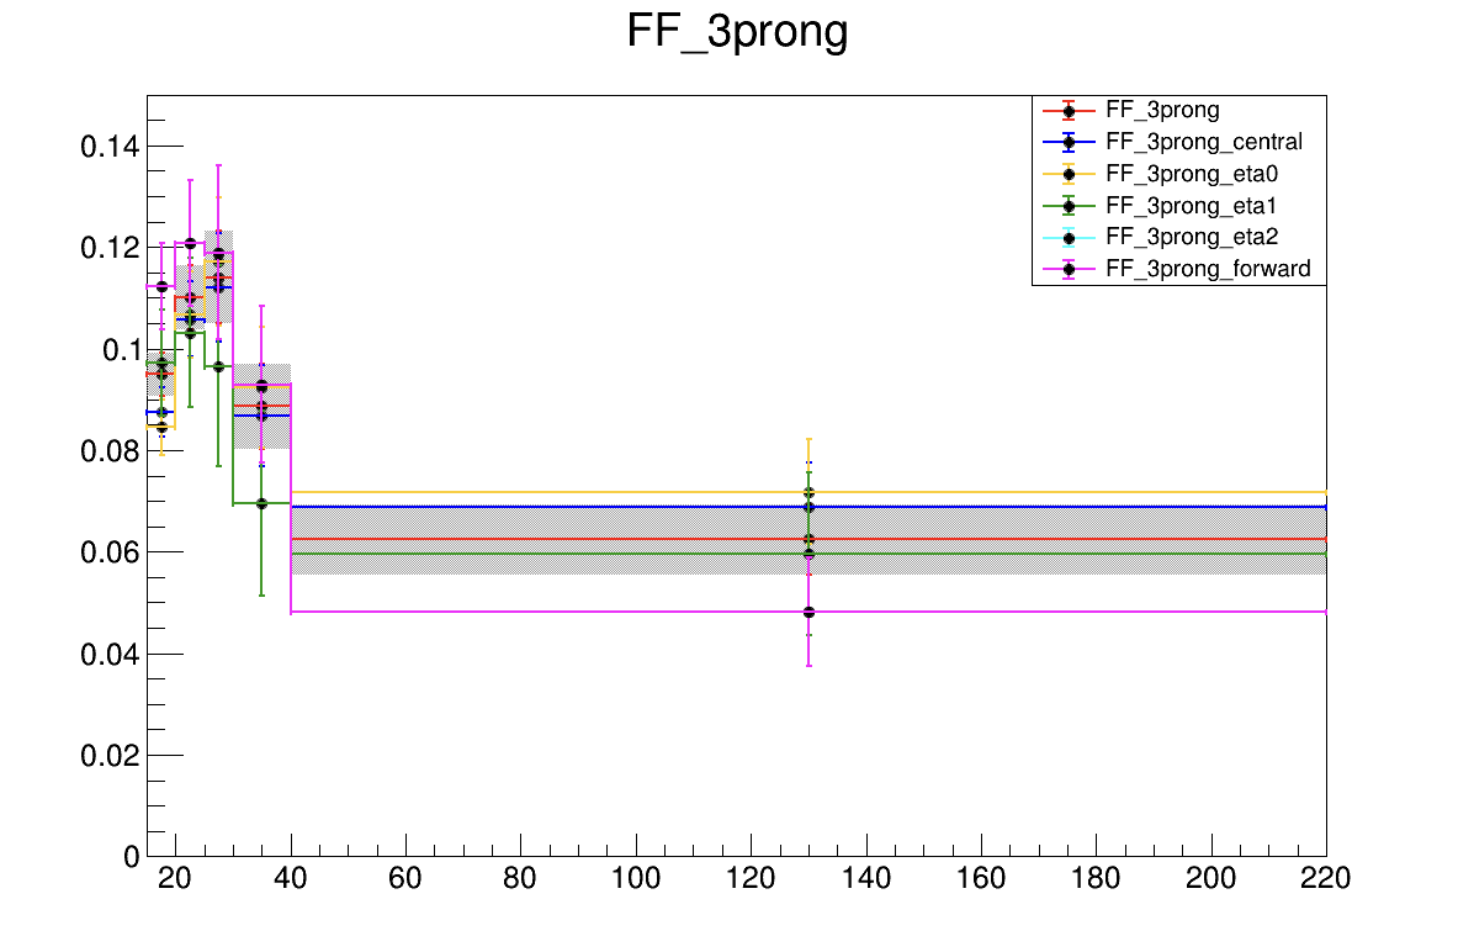 FF_3prong
FF_3prong
FF_3prong_central
FF_3prong_eta0
FF_3prong_eta1
FF_3prong_eta2
FF_3prong_forward
0.14
0.12
0.1
0.08
0.06
0.04
0.02
0
20 40 60 80 100 120 140 160 180 200 220